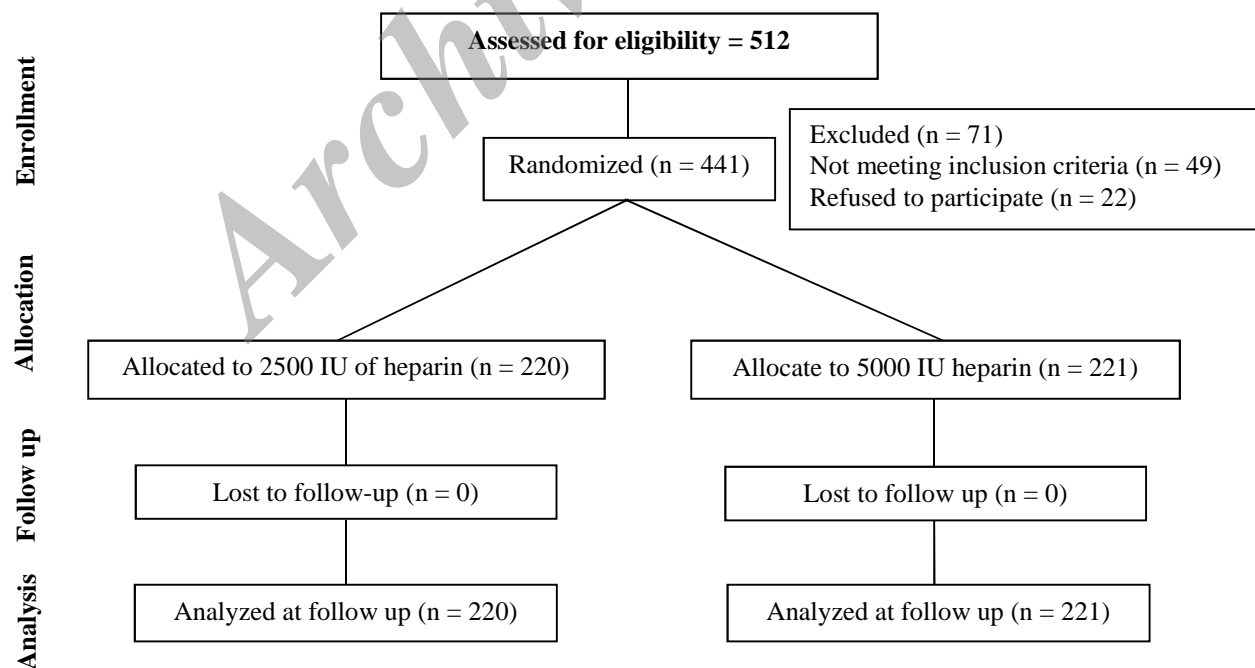 Assessed for eligibility = 512
Enrollment
Excluded (n = 71)
Not meeting inclusion criteria (n = 49)
Refused to participate (n = 22)
Randomized (n = 441)
Allocation
Allocated to 2500 IU of heparin (n = 220)
Allocate to 5000 IU heparin (n = 221)
Follow up
Lost to follow-up (n = 0)
Lost to follow up (n = 0)
Analysis
Analyzed at follow up (n = 220)
Analyzed at follow up (n = 221)